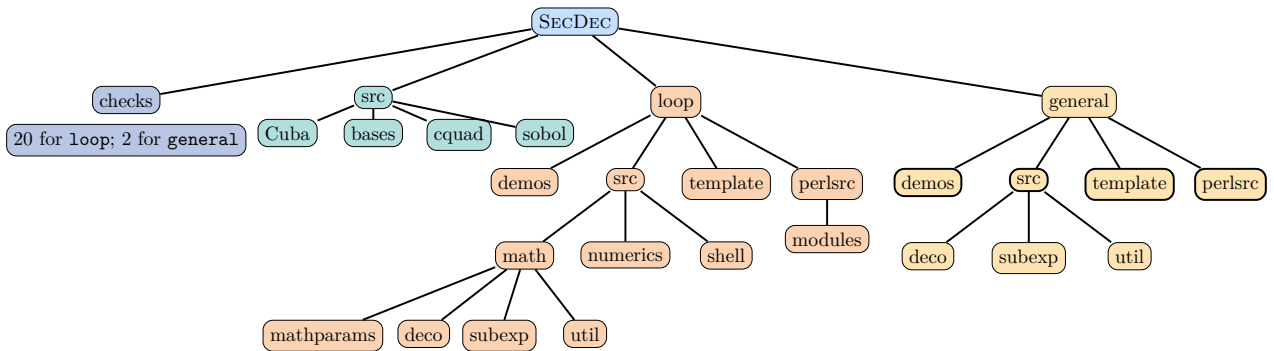 SECDEC
checks
src
loop
general
20 for loop; 2 for general
Cuba
bases
cquad
sobol
demos
src
template
perlsrc
demos
src
template
perlsrc
modules
math
numerics
shell
deco
subexp
util
mathparams
deco
subexp
util